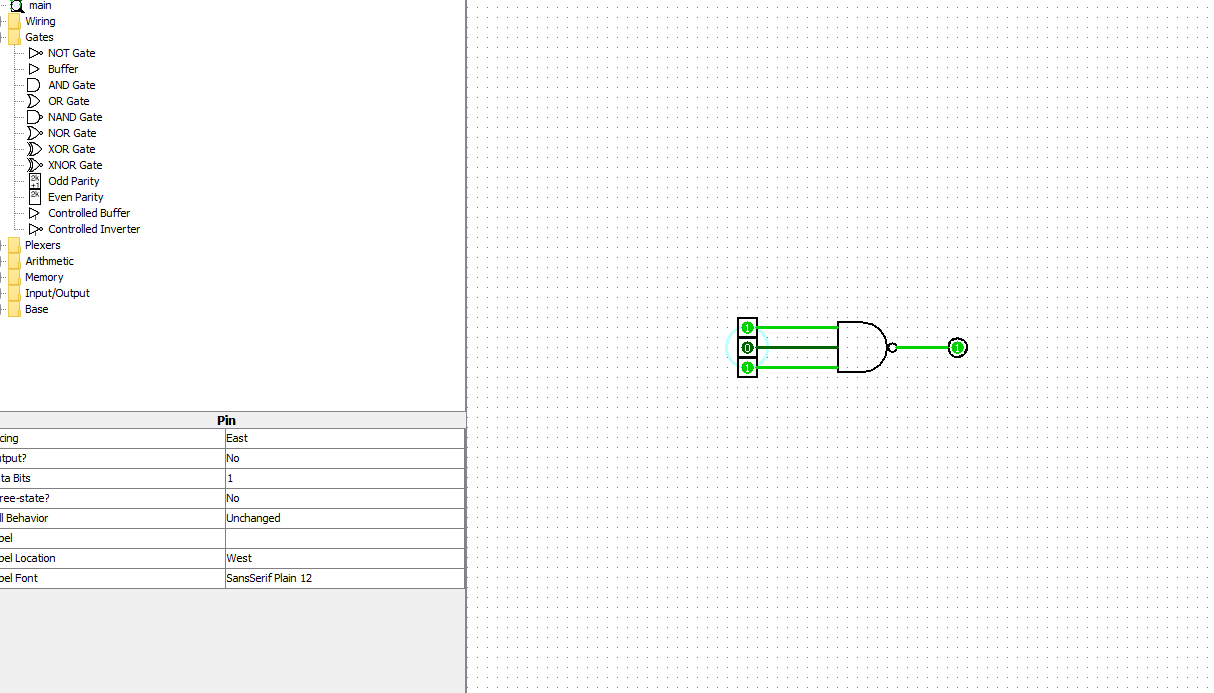 main
Wiring
Gates
NOT Gate
Buffer
AND Gate
OR Gate
NAND Gate
NOR Gate
XOR Gate
XNOR Gate
2k
+1
Odd Parity
2k
Even Parity
Controlled Buffer
Controlled Inverter
Plexers
Arithmetic
Memory
Input/Output
Base
Pin
cing East
tput? No
ta Bits 1
ree-state? No
ll Behavior Unchanged
bel
bel Location West
bel Font SansSerif Plain 12
1
0
1
1